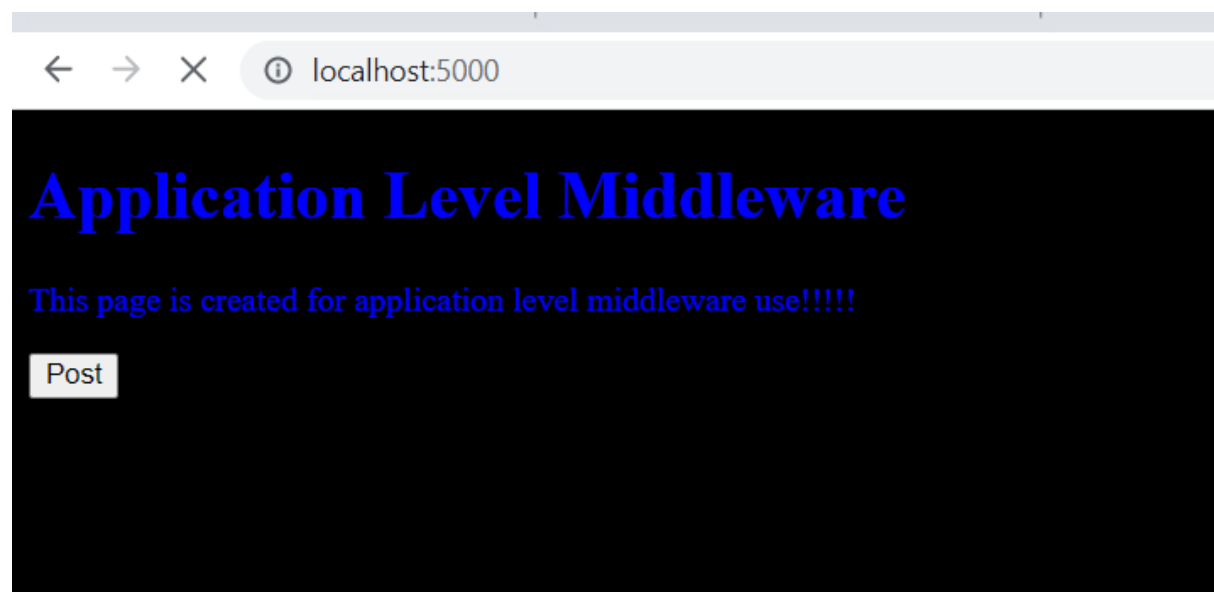 localhost:5000
Application Level Middleware
This page is created for application level middleware use!!!!!
Post